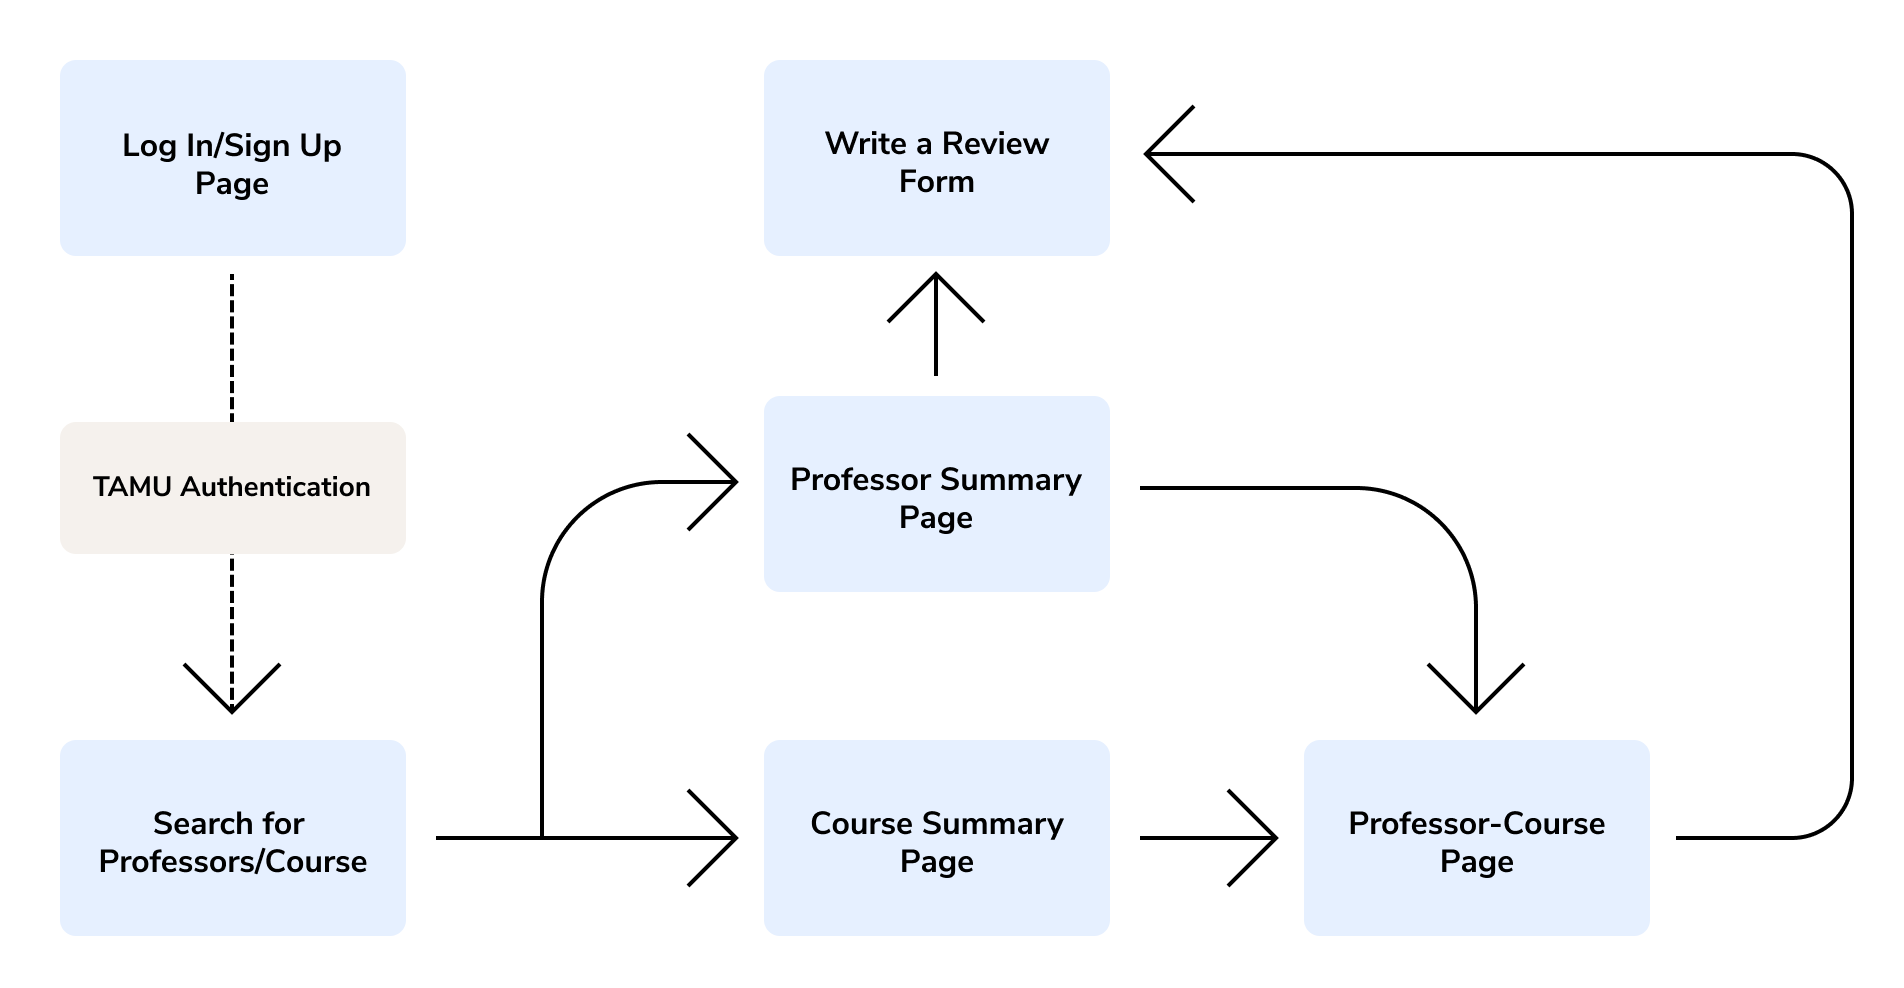 Log In/Sign Up
Page
Write a Review
Form
TAMU Authentication
Professor Summary
Page
Search for
Professors/Course
Course Summary
Page
Professor-Course
Page